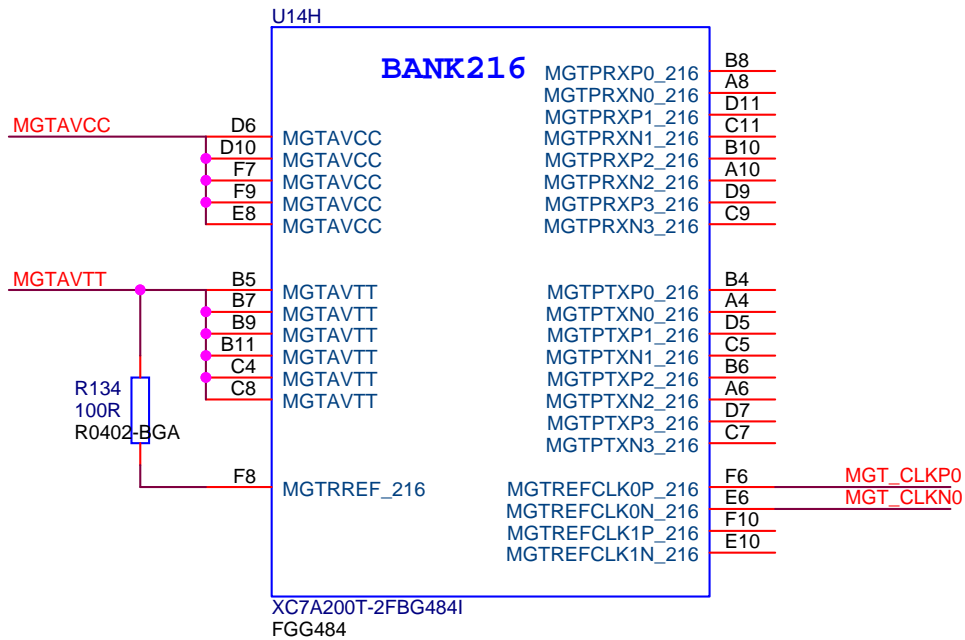 U14H
BANK216
MGTAVCC
D6 MGTAVCC
D10 MGTAVCC
F7 MGTAVCC
F9 MGTAVCC
E8 MGTAVCC
MGTAVTT
B5 MGTAVTT
B7 MGTAVTT
B9 MGTAVTT
B11 MGTAVTT
C4 MGTAVTT
C8 MGTAVTT
R134
100R
R0402-BGA
F8 MGTRREF_216
MGTPRXP0_216 B8
MGTPRXN0_216 A8
MGTPRXP1_216 D11
MGTPRXN1_216 C11
MGTPRXP2_216 B10
MGTPRXN2_216 A10
MGTPRXP3_216 D9
MGTPRXN3_216 C9
MGTPTXP0_216 B4
MGTPTXN0_216 A4
MGTPTXP1_216 D5
MGTPTXN1_216 C5
MGTPTXP2_216 B6
MGTPTXN2_216 A6
MGTPTXP3_216 D7
MGTPTXN3_216 C7
MGTREFCLK0P_216 F6 MGT_CLKP0
MGTREFCLK0N_216 E6 MGT_CLKN0
MGTREFCLK1P_216 F10
MGTREFCLK1N_216 E10
XC7A200T-2FBG484I
FGG484